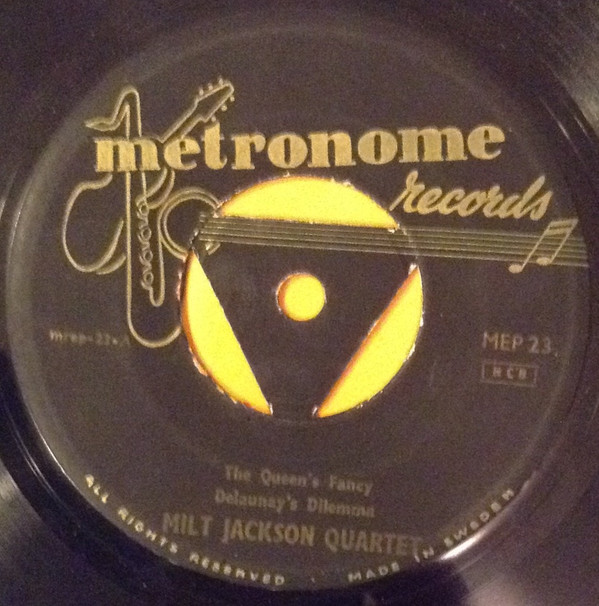 metronome
records
mrep-23-A
MEP 23
NCB
The Queen's Fancy
Delaunay's Dilemma
MILT JACKSON QUARTET
ALL RIGHTS RESERVED · MADE IN SWEDEN